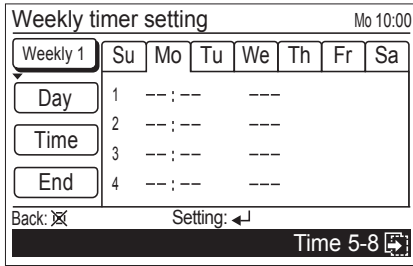 Weekly timer setting Mo 10:00
Weekly 1 Su Mo Tu We Th Fr Sa
Day 1 --:-- ---
2 --:-- ---
Time
3 --:-- ---
End 4 --:-- ---
Back: Setting:
Time 5-8